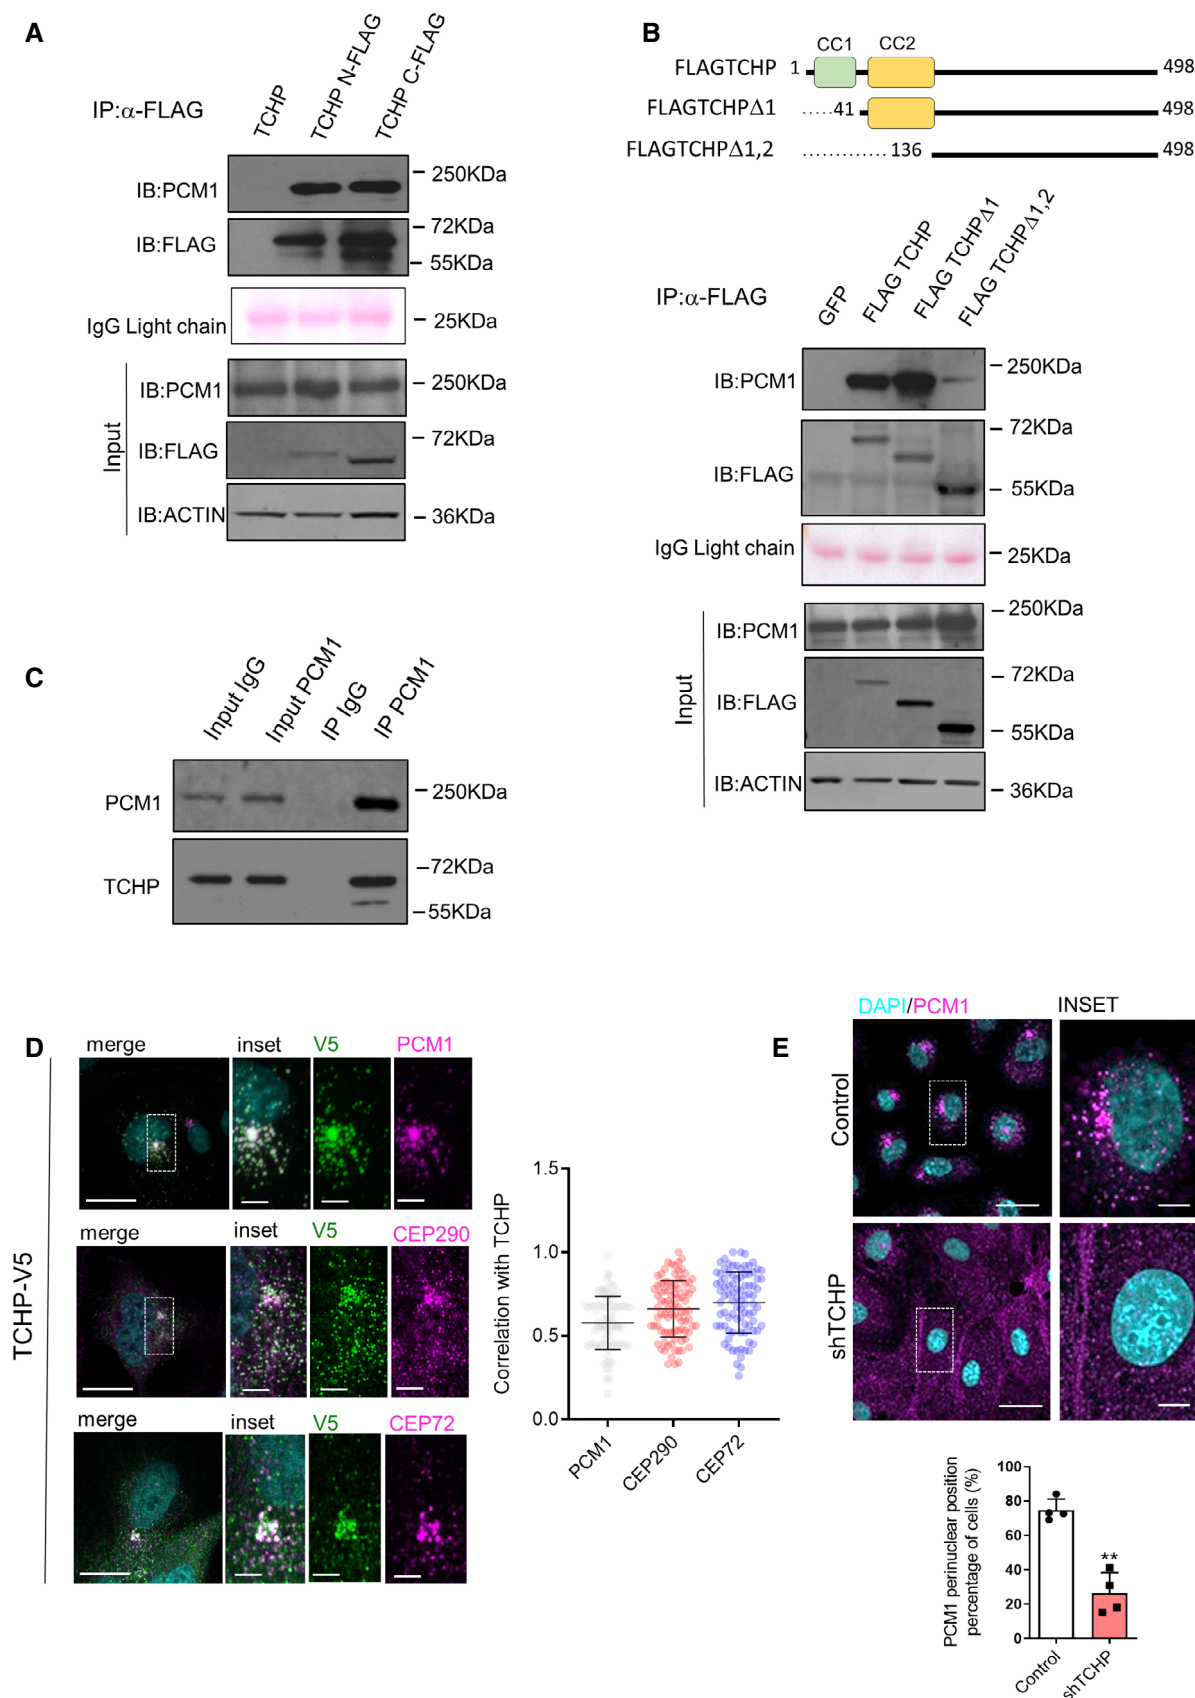 A
IP:α-FLAG
TCHP
TCHP N-FLAG
TCHP C-FLAG
IB:PCM1
250KDa
IB:FLAG
72KDa
55KDa
IgG Light chain
25KDa
Input
IB:PCM1
250KDa
IB:FLAG
72KDa
IB:ACTIN
36KDa
B
CC1
CC2
FLAGTCHP
1
498
FLAGTCHPΔ1
.....41
498
FLAGTCHPΔ1,2
............136
498
IP:α-FLAG
GFP
FLAG TCHP
FLAG TCHPΔ1
FLAG TCHPΔ1,2
IB:PCM1
250KDa
IB:FLAG
72KDa
55KDa
IgG Light chain
25KDa
Input
IB:PCM1
250KDa
IB:FLAG
72KDa
55KDa
IB:ACTIN
36KDa
C
Input IgG
Input PCM1
IP IgG
IP PCM1
PCM1
250KDa
TCHP
72KDa
55KDa
D
TCHP-V5
merge
inset
V5
PCM1
merge
inset
V5
CEP290
merge
inset
V5
CEP72
Correlation with TCHP
1.5
1.0
0.5
0.0
PCM1
CEP290
CEP72
E
DAPI/PCM1
INSET
Control
shTCHP
PCM1 perinuclear position
percentage of cells (%)
100
80
60
40
20
0
**
Control
shTCHP